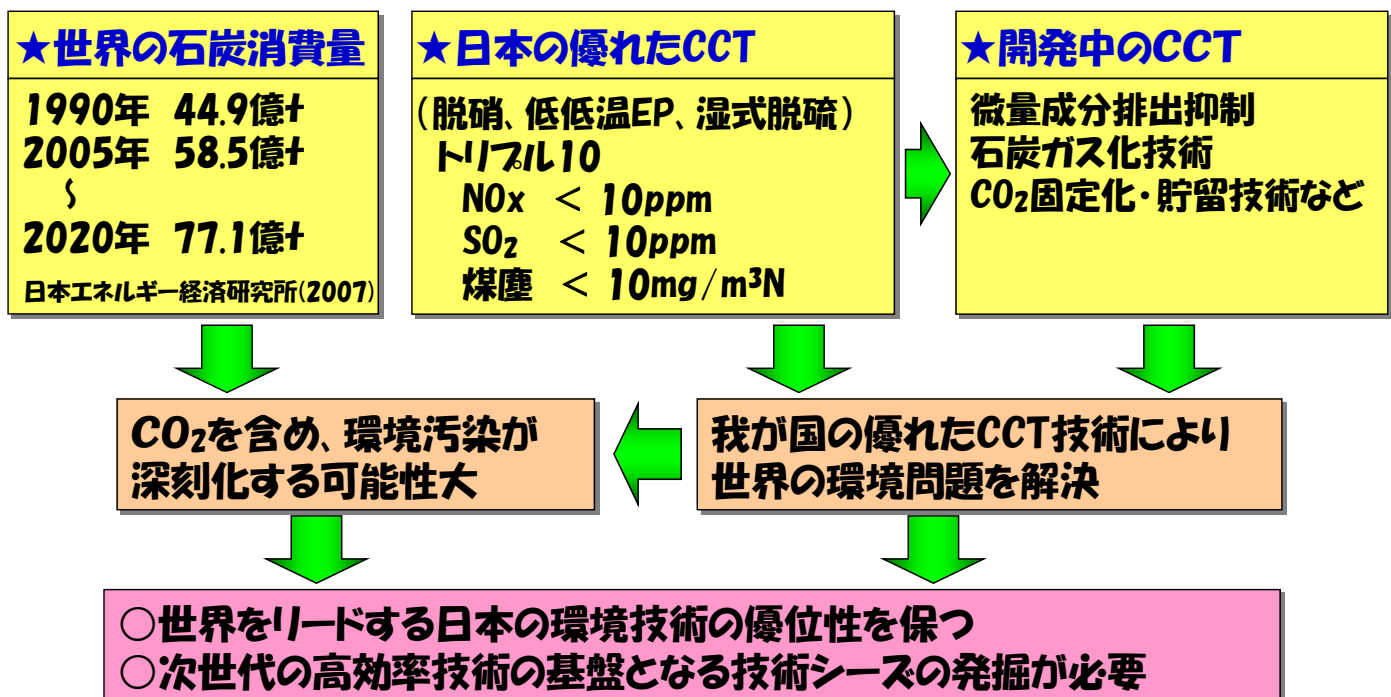 ★世界の石炭消費量
1990年 44.9億t
2005年 58.5億t
～
2020年 77.1億t
日本エネルギー経済研究所(2007)
★日本の優れたCCT
(脱硝、低低温EP、湿式脱硫)
トリプル10
NOx < 10ppm
SO₂ < 10ppm
煤塵 < 10mg/m³N
★開発中のCCT
微量成分排出抑制
石炭ガス化技術
CO₂固定化・貯留技術など
CO₂を含め、環境汚染が
深刻化する可能性大
我が国の優れたCCT技術により
世界の環境問題を解決
○世界をリードする日本の環境技術の優位性を保つ
○次世代の高効率技術の基盤となる技術シーズの発掘が必要